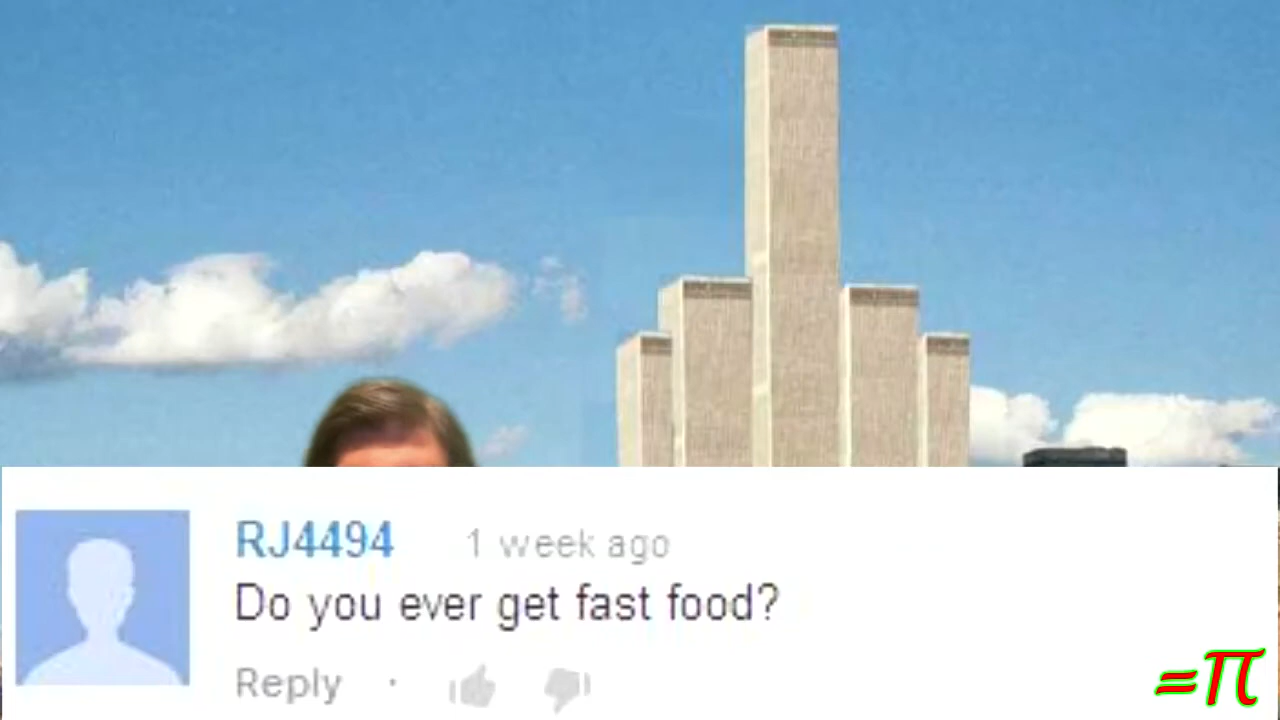 RJ4494 1 week ago
Do you ever get fast food?
Reply ·
=π